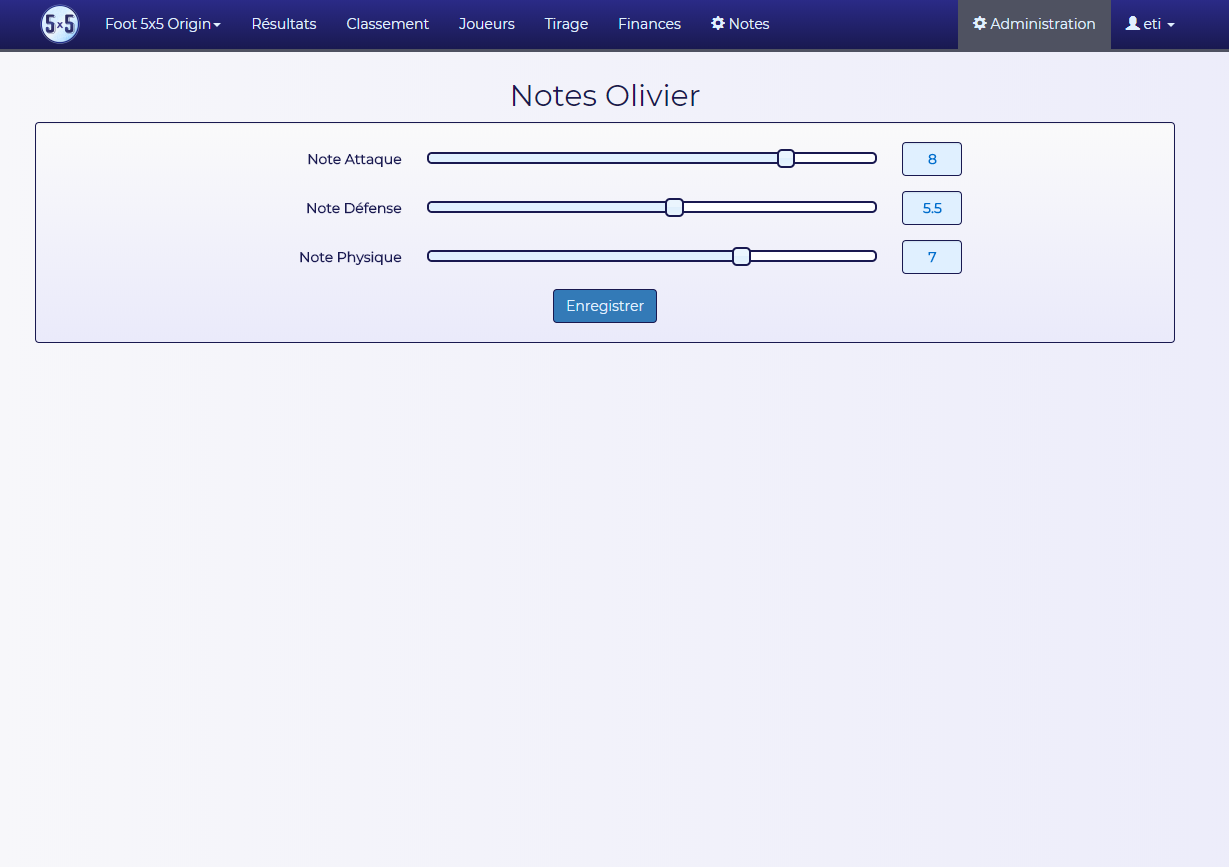 5x5 Foot 5x5 Origin Résultats Classement Joueurs Tirage Finances Notes Administration eti
Notes Olivier
Note Attaque 8
Note Défense 5.5
Note Physique 7
Enregistrer